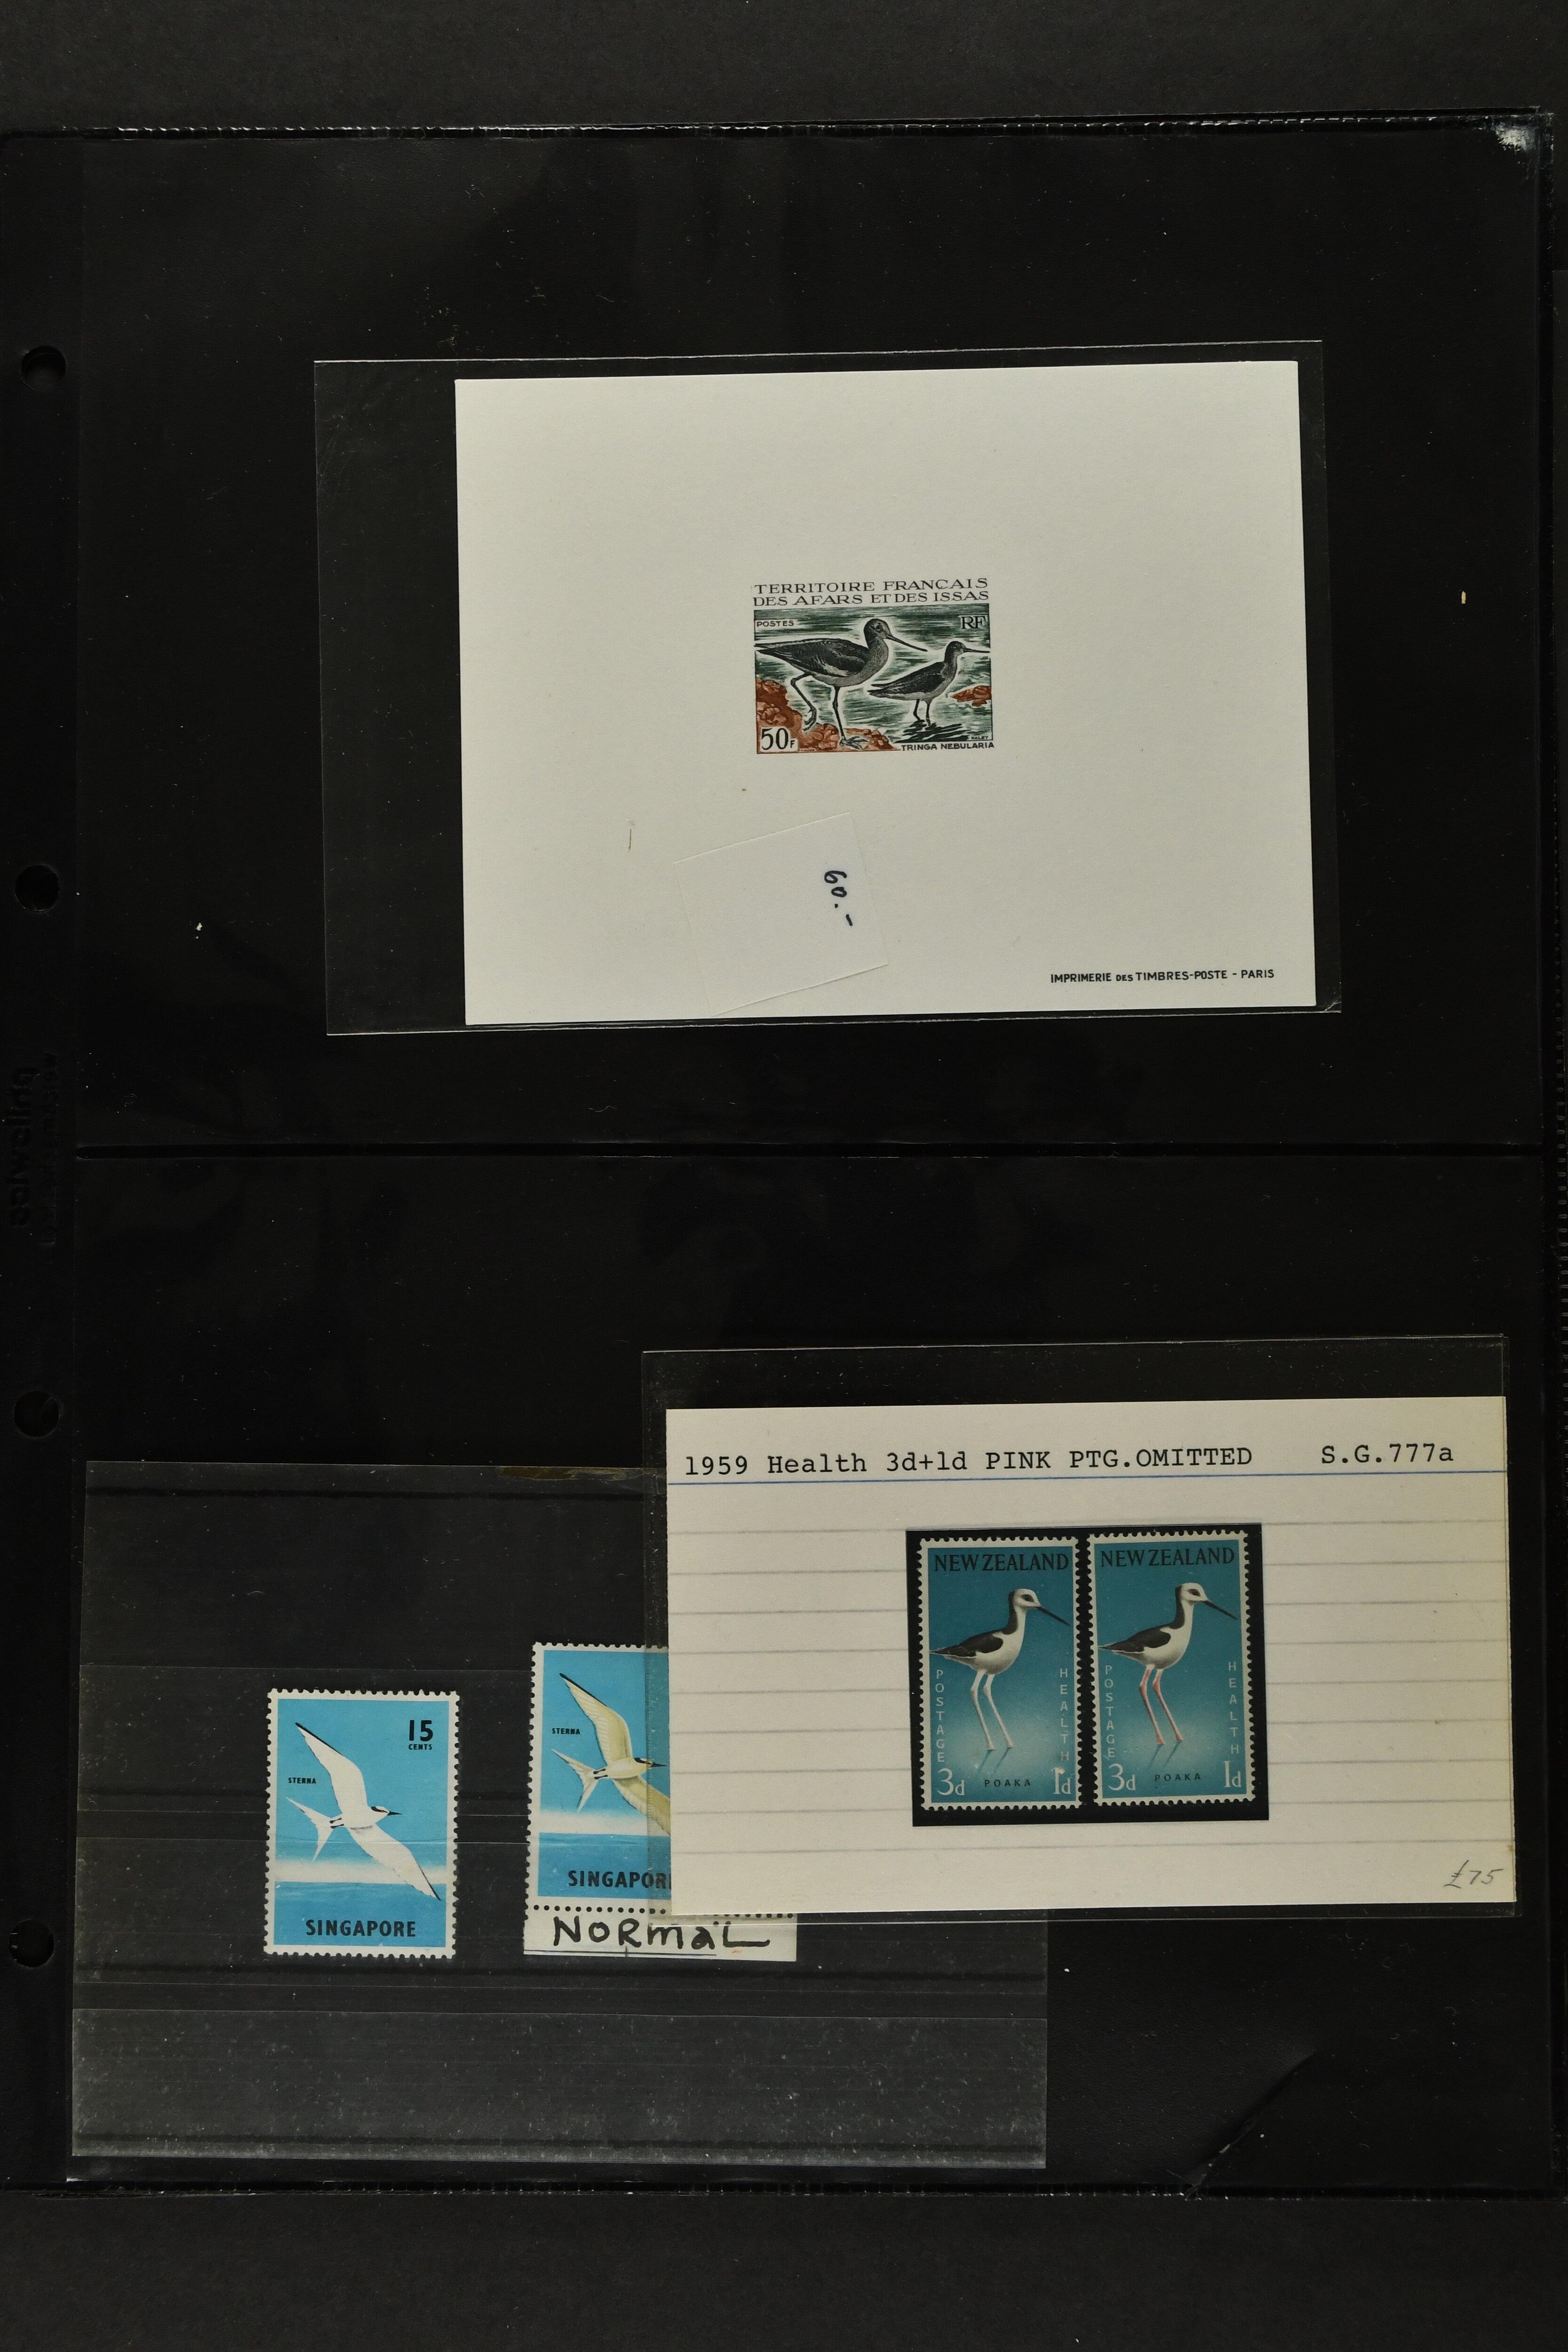 TERRITOIRE FRANCAIS
DES AFARS ET DES ISSAS
POSTES RF
50F
TRINGA NEBULARIA
60.-
IMPRIMERIE DES TIMBRES-POSTE - PARIS
1959 Health 3d+1d PINK PTG.OMITTED S.G.777a
NEW ZEALAND
POSTAGE
HEALTH
3d POAKA 1d
NEW ZEALAND
POSTAGE
HEALTH
3d POAKA 1d
£75
15
CENTS
STERNA
SINGAPORE
STERNA
SINGAPOR
NORMAL